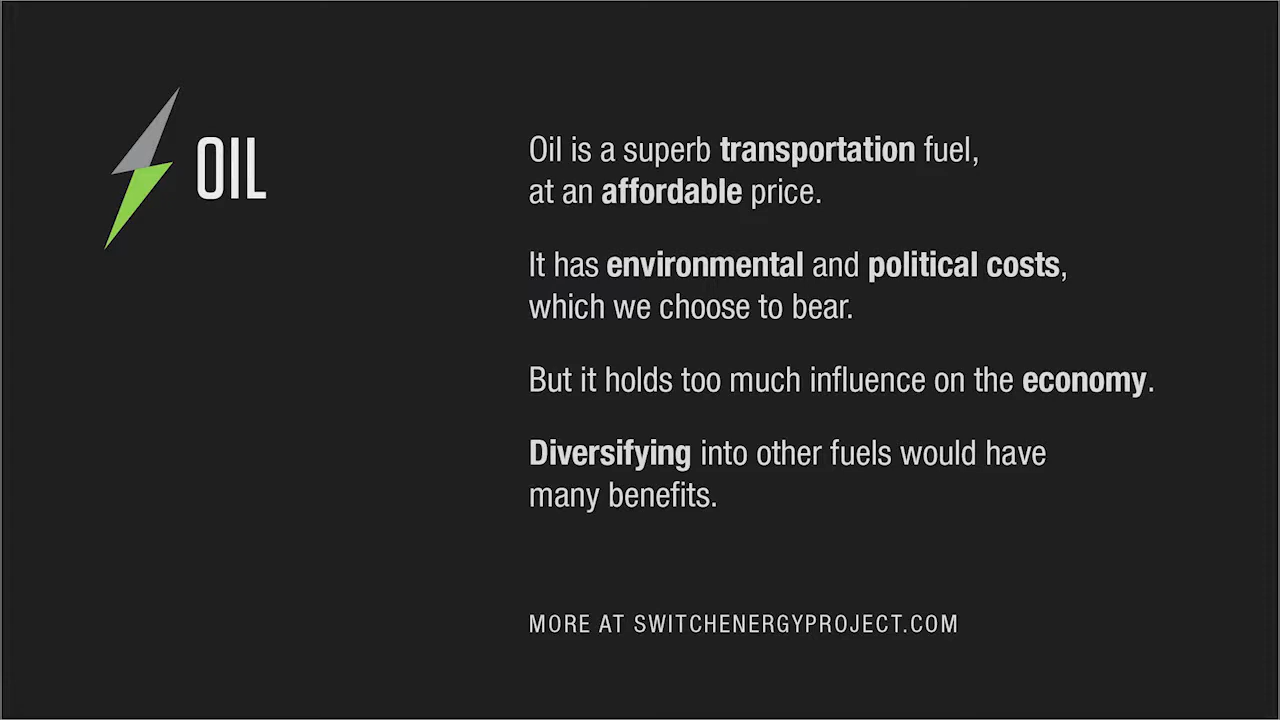 OIL
Oil is a superb transportation fuel,
at an affordable price.
It has environmental and political costs,
which we choose to bear.
But it holds too much influence on the economy.
Diversifying into other fuels would have
many benefits.
MORE AT SWITCHENERGYPROJECT.COM